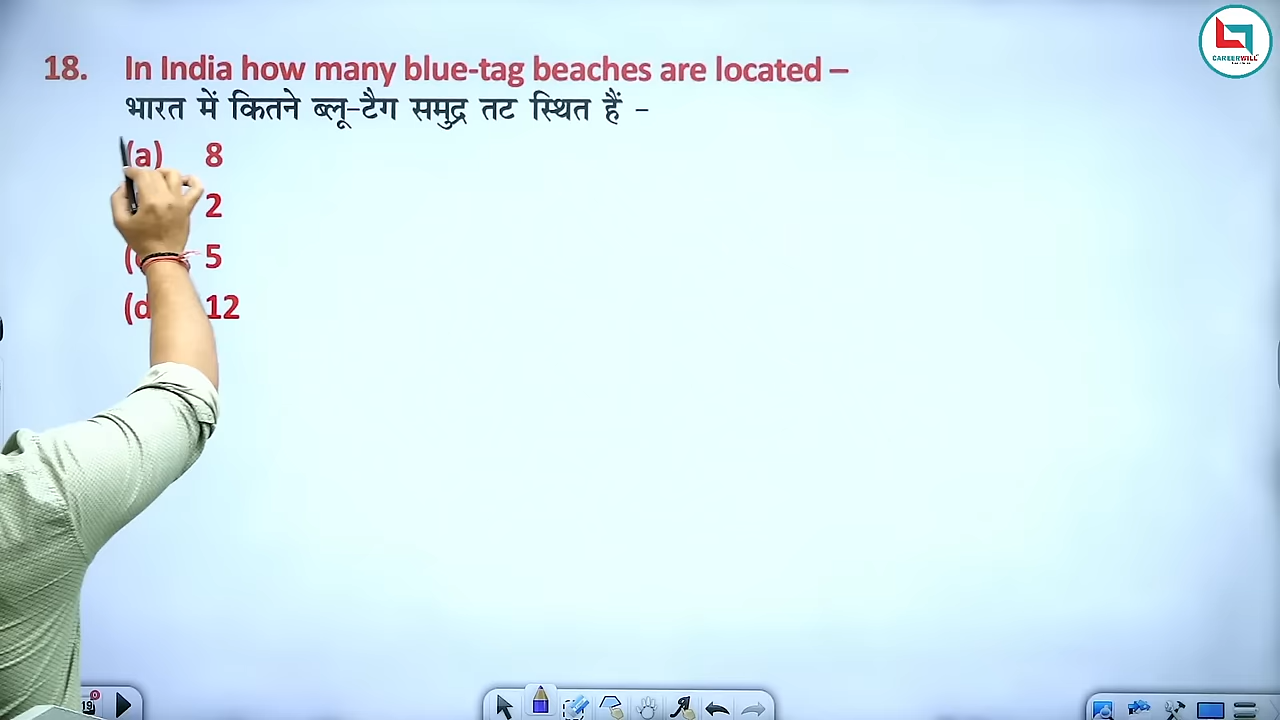 18. In India how many blue-tag beaches are located –
भारत में कितने ब्लू-टैग समुद्र तट स्थित हैं -
(a) 8
2
5
(d 12
CAREERWILL
19